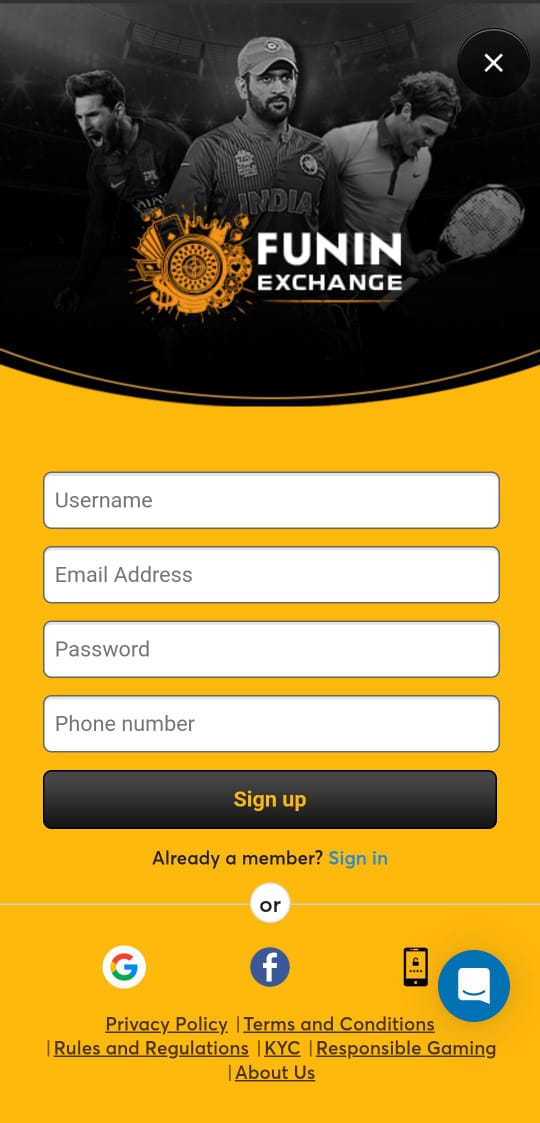 INDIA
FUNIN
EXCHANGE
Username
Email Address
Password
Phone number
Sign up
Already a member? Sign in
or
Privacy Policy | Terms and Conditions
| Rules and Regulations | KYC | Responsible Gaming
| About Us